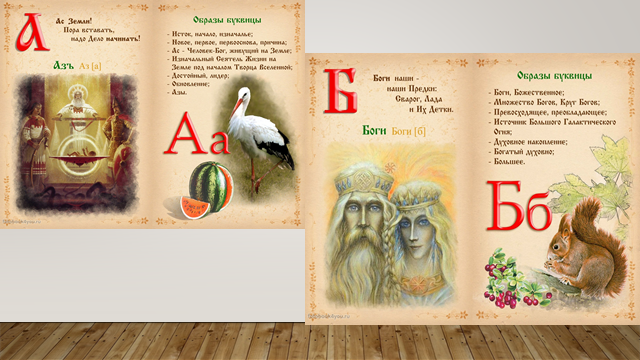 А
Ас Земли!
Пора вставать,
надо Дело начинать!
Азъ Аз [а]
Образы буквицы
- Исток, начало, изначалье;
- Новое, первое, первооснова, причина;
- Ас - Человек-Бог, живущий на Земле;
- Изначальный Сеятель Жизни на
Земле под началом Творца Вселенной;
- Достойный, лидер;
- Обновление;
- Азы.
Аа
Б
Боги наши -
наши Предки:
Сварог, Лада
и Их Детки.
Боги Боги [б]
Образы буквицы
- Боги, Божественное;
- Множество Богов, Круг Богов;
- Превосходящее, преобладающее;
- Источник Большого Галактического
Огня;
- Духовное накопление;
- Богатый духовно;
- Большее.
Бб